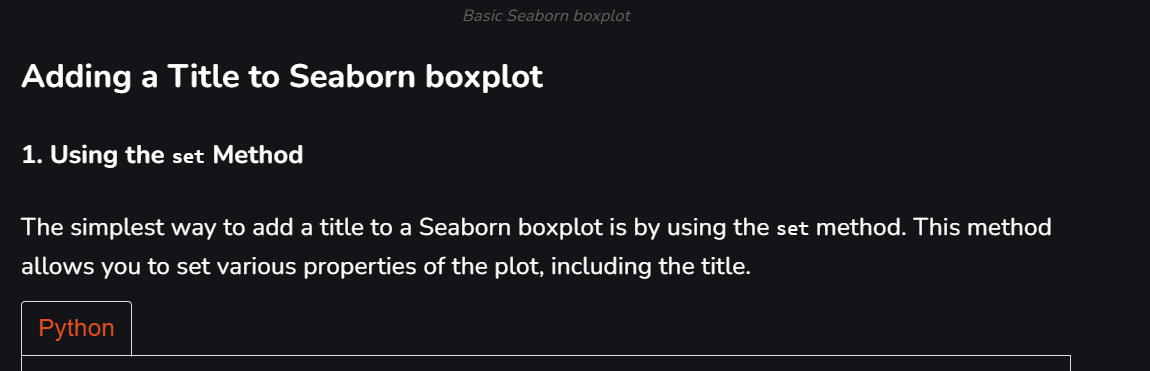 Basic Seaborn boxplot
Adding a Title to Seaborn boxplot
1. Using the set Method
The simplest way to add a title to a Seaborn boxplot is by using the set method. This method
allows you to set various properties of the plot, including the title.
Python